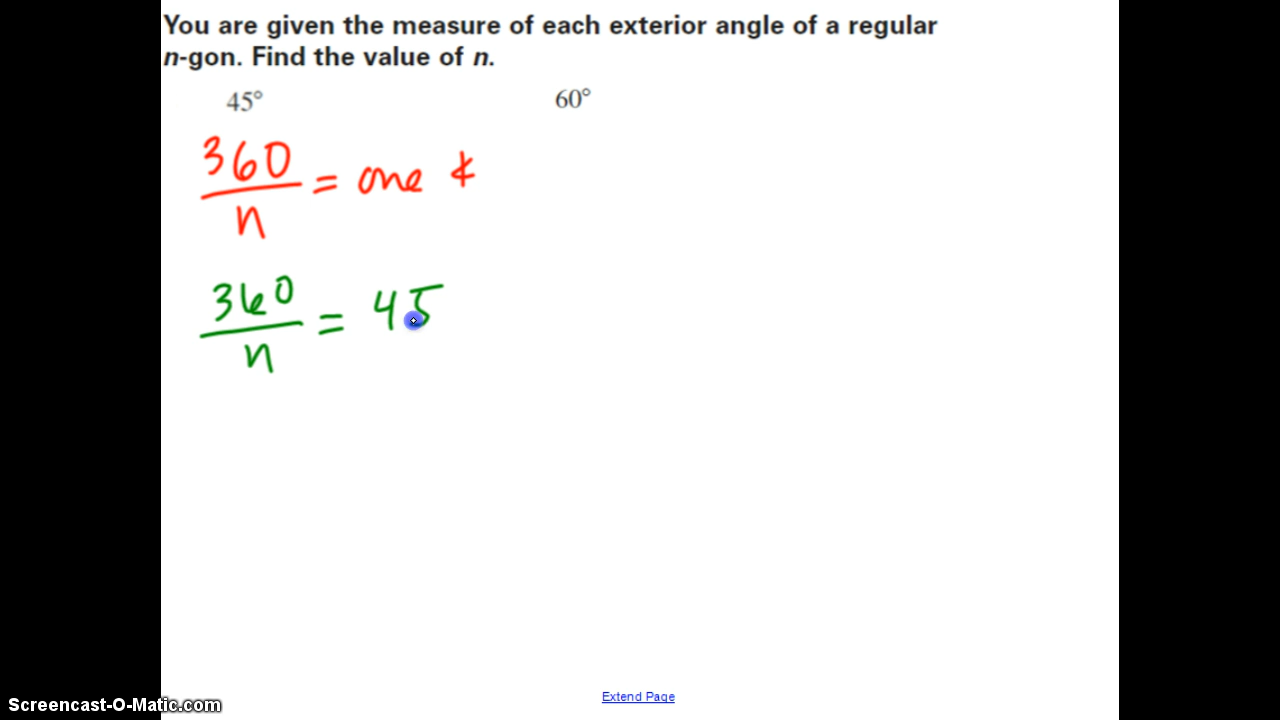 You are given the measure of each exterior angle of a regular
n-gon. Find the value of n.
45° 60°
360/n = one ∢
360/n = 45
Extend Page
Screencast-O-Matic.com